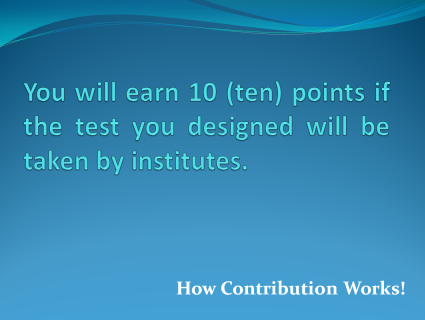 You will earn 10 (ten) points if
the test you designed will be
taken by institutes.
How Contribution Works!